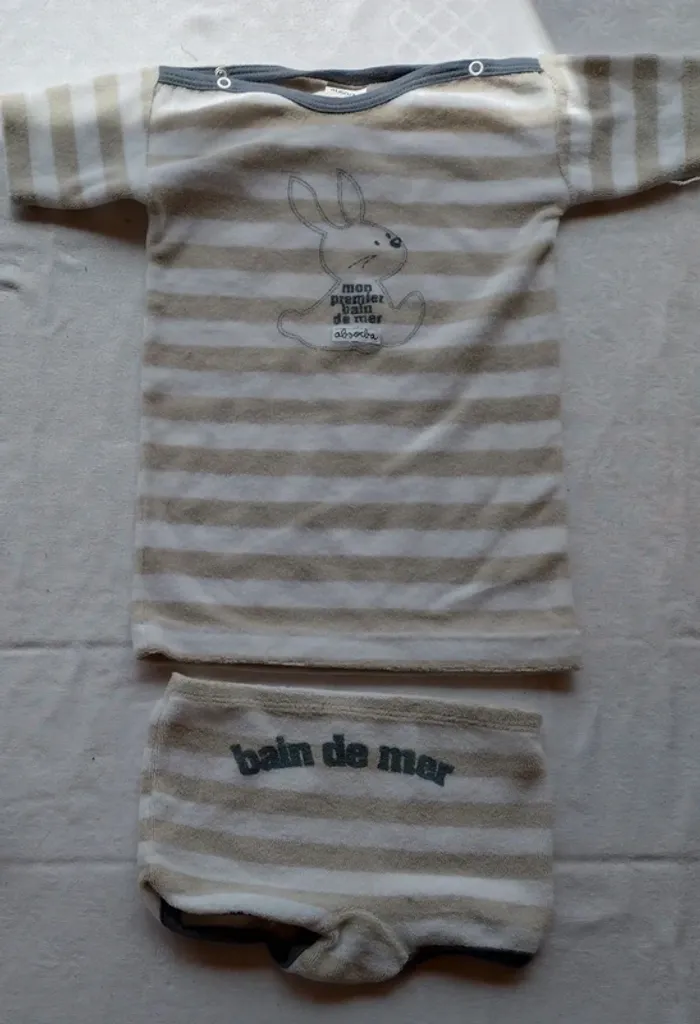 mon
premier
bain
de mer
absorba
bain de mer